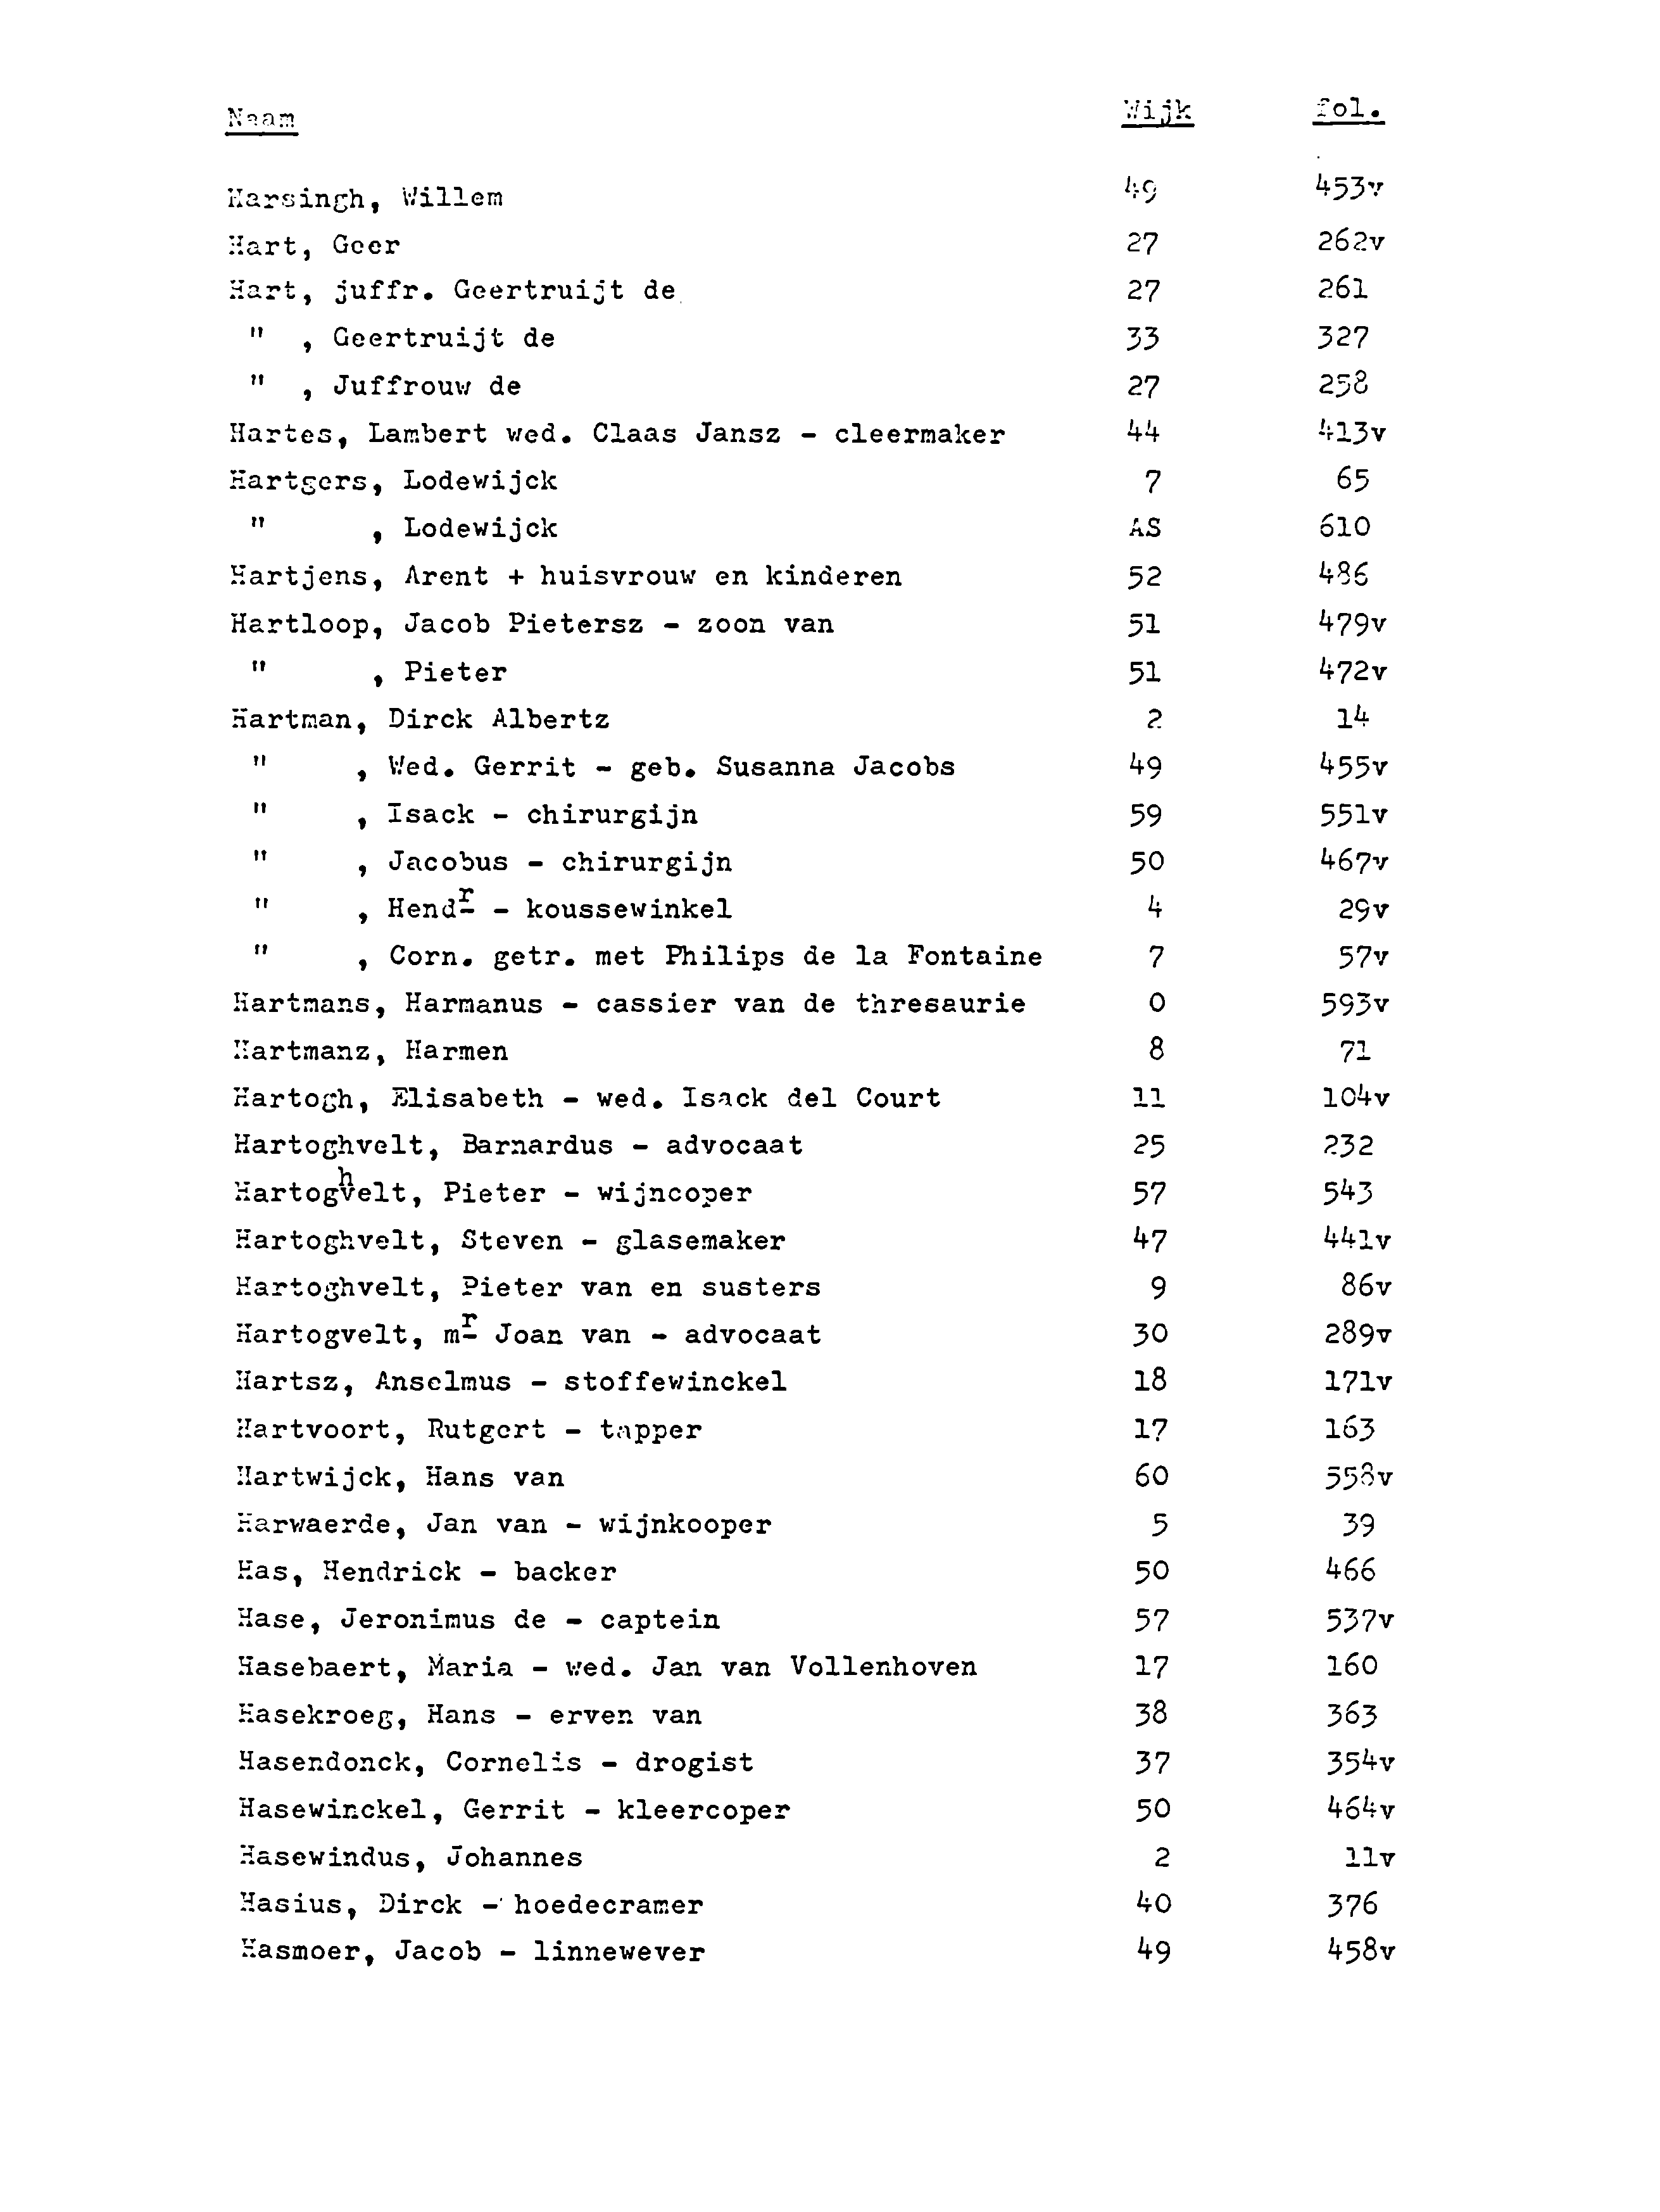 Naam Wijk fol.
Harsingh, Willem 49 453v
Hart, Geer 27 262v
Hart, juffr. Geertruijt de 27 261
" , Geertruijt de 33 327
" , Juffrouw de 27 258
Hartes, Lambert wed. Claas Jansz - cleermaker 44 413v
Hartgers, Lodewijck 7 65
" , Lodewijck AS 610
Hartjens, Arent + huisvrouw en kinderen 52 486
Hartloop, Jacob Pietersz - zoon van 51 479v
" , Pieter 51 472v
Hartman, Dirck Albertz 2 14
" , Wed. Gerrit - geb. Susanna Jacobs 49 455v
" , Isack - chirurgijn 59 551v
" , Jacobus - chirurgijn 50 467v
" , Hendr - koussewinkel 4 29v
" , Corn. getr. met Philips de la Fontaine 7 57v
Hartmans, Harmanus - cassier van de thresaurie 0 593v
Hartmanz, Harmen 8 71
Hartogh, Elisabeth - wed. Isack del Court 11 104v
Hartoghvelt, Barnardus - advocaat 25 232
Hartoghvelt, Pieter - wijncoper 57 543
Hartoghvelt, Steven - glasemaker 47 441v
Hartoghvelt, Pieter van en susters 9 86v
Hartogvelt, mr Joan van - advocaat 30 289v
Hartsz, Anselmus - stoffewinckel 18 171v
Hartvoort, Rutgert - tapper 17 163
Hartwijck, Hans van 60 558v
Harwaerde, Jan van - wijnkooper 5 39
Has, Hendrick - backer 50 466
Hase, Jeronimus de - captein 57 537v
Hasebaert, Maria - wed. Jan van Vollenhoven 17 160
Hasekroeg, Hans - erven van 38 363
Hasendonck, Cornelis - drogist 37 354v
Hasewinckel, Gerrit - kleercoper 50 464v
Hasewindus, Johannes 2 11v
Hasius, Dirck - hoedecramer 40 376
Hasmoer, Jacob - linnewever 49 458v